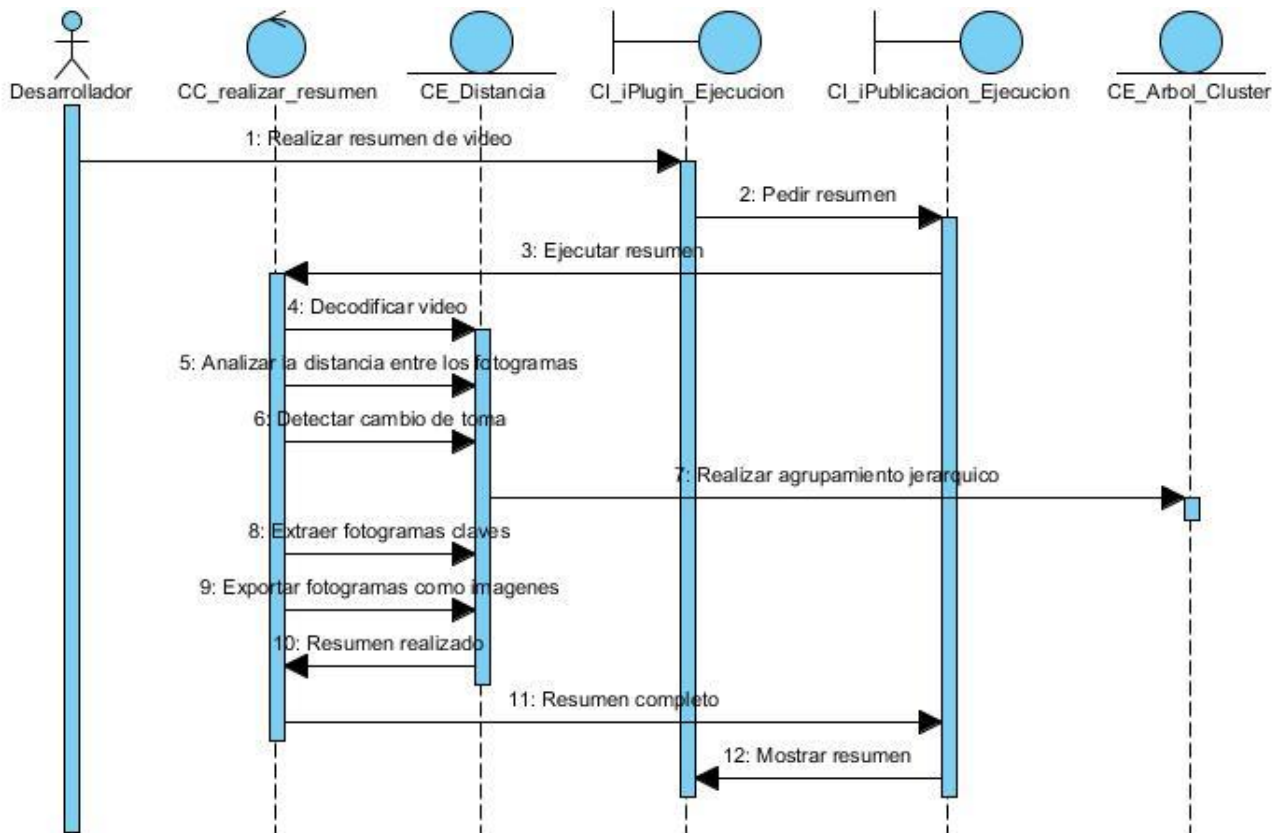 Desarrollador
CC_realizar_resumen
CE_Distancia
CI_iPlugin_Ejecucion
CI_iPublicacion_Ejecucion
CE_Arbol_Cluster
1: Realizar resumen de video
2: Pedir resumen
3: Ejecutar resumen
4: Decodificar video
5: Analizar la distancia entre los fotogramas
6: Detectar cambio de toma
7: Realizar agrupamiento jerarquico
8: Extraer fotogramas claves
9: Exportar fotogramas como imagenes
10: Resumen realizado
11: Resumen completo
12: Mostrar resumen